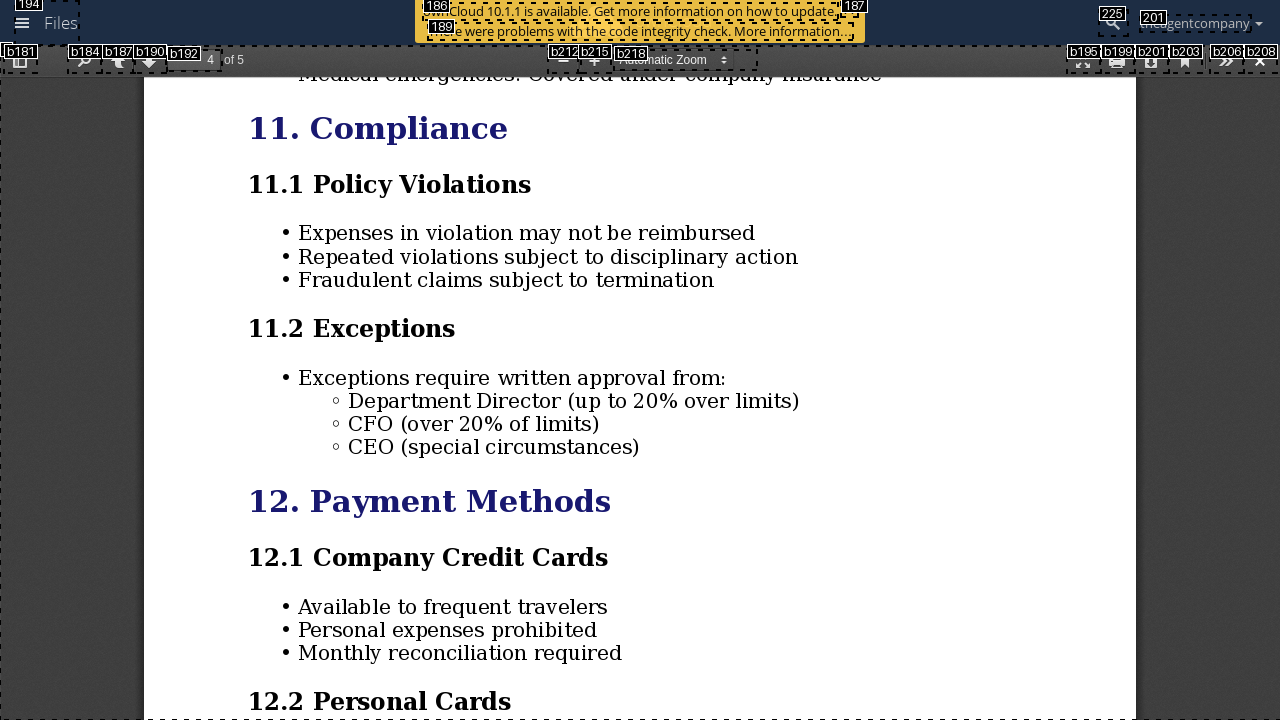 Files
ownCloud 10.1.1 is available. Get more information on how to update.
There were problems with the code integrity check. More information…
theagentcompany
194
186
187
189
225
201
b181
b184
b187
b190
b192
4 of 5
b212
b215
b218
Automatic Zoom
b195
b199
b201
b203
b206
b208
Medical emergencies: Covered under company insurance
11. Compliance
11.1 Policy Violations
• Expenses in violation may not be reimbursed
• Repeated violations subject to disciplinary action
• Fraudulent claims subject to termination
11.2 Exceptions
• Exceptions require written approval from:
◦ Department Director (up to 20% over limits)
◦ CFO (over 20% of limits)
◦ CEO (special circumstances)
12. Payment Methods
12.1 Company Credit Cards
• Available to frequent travelers
• Personal expenses prohibited
• Monthly reconciliation required
12.2 Personal Cards